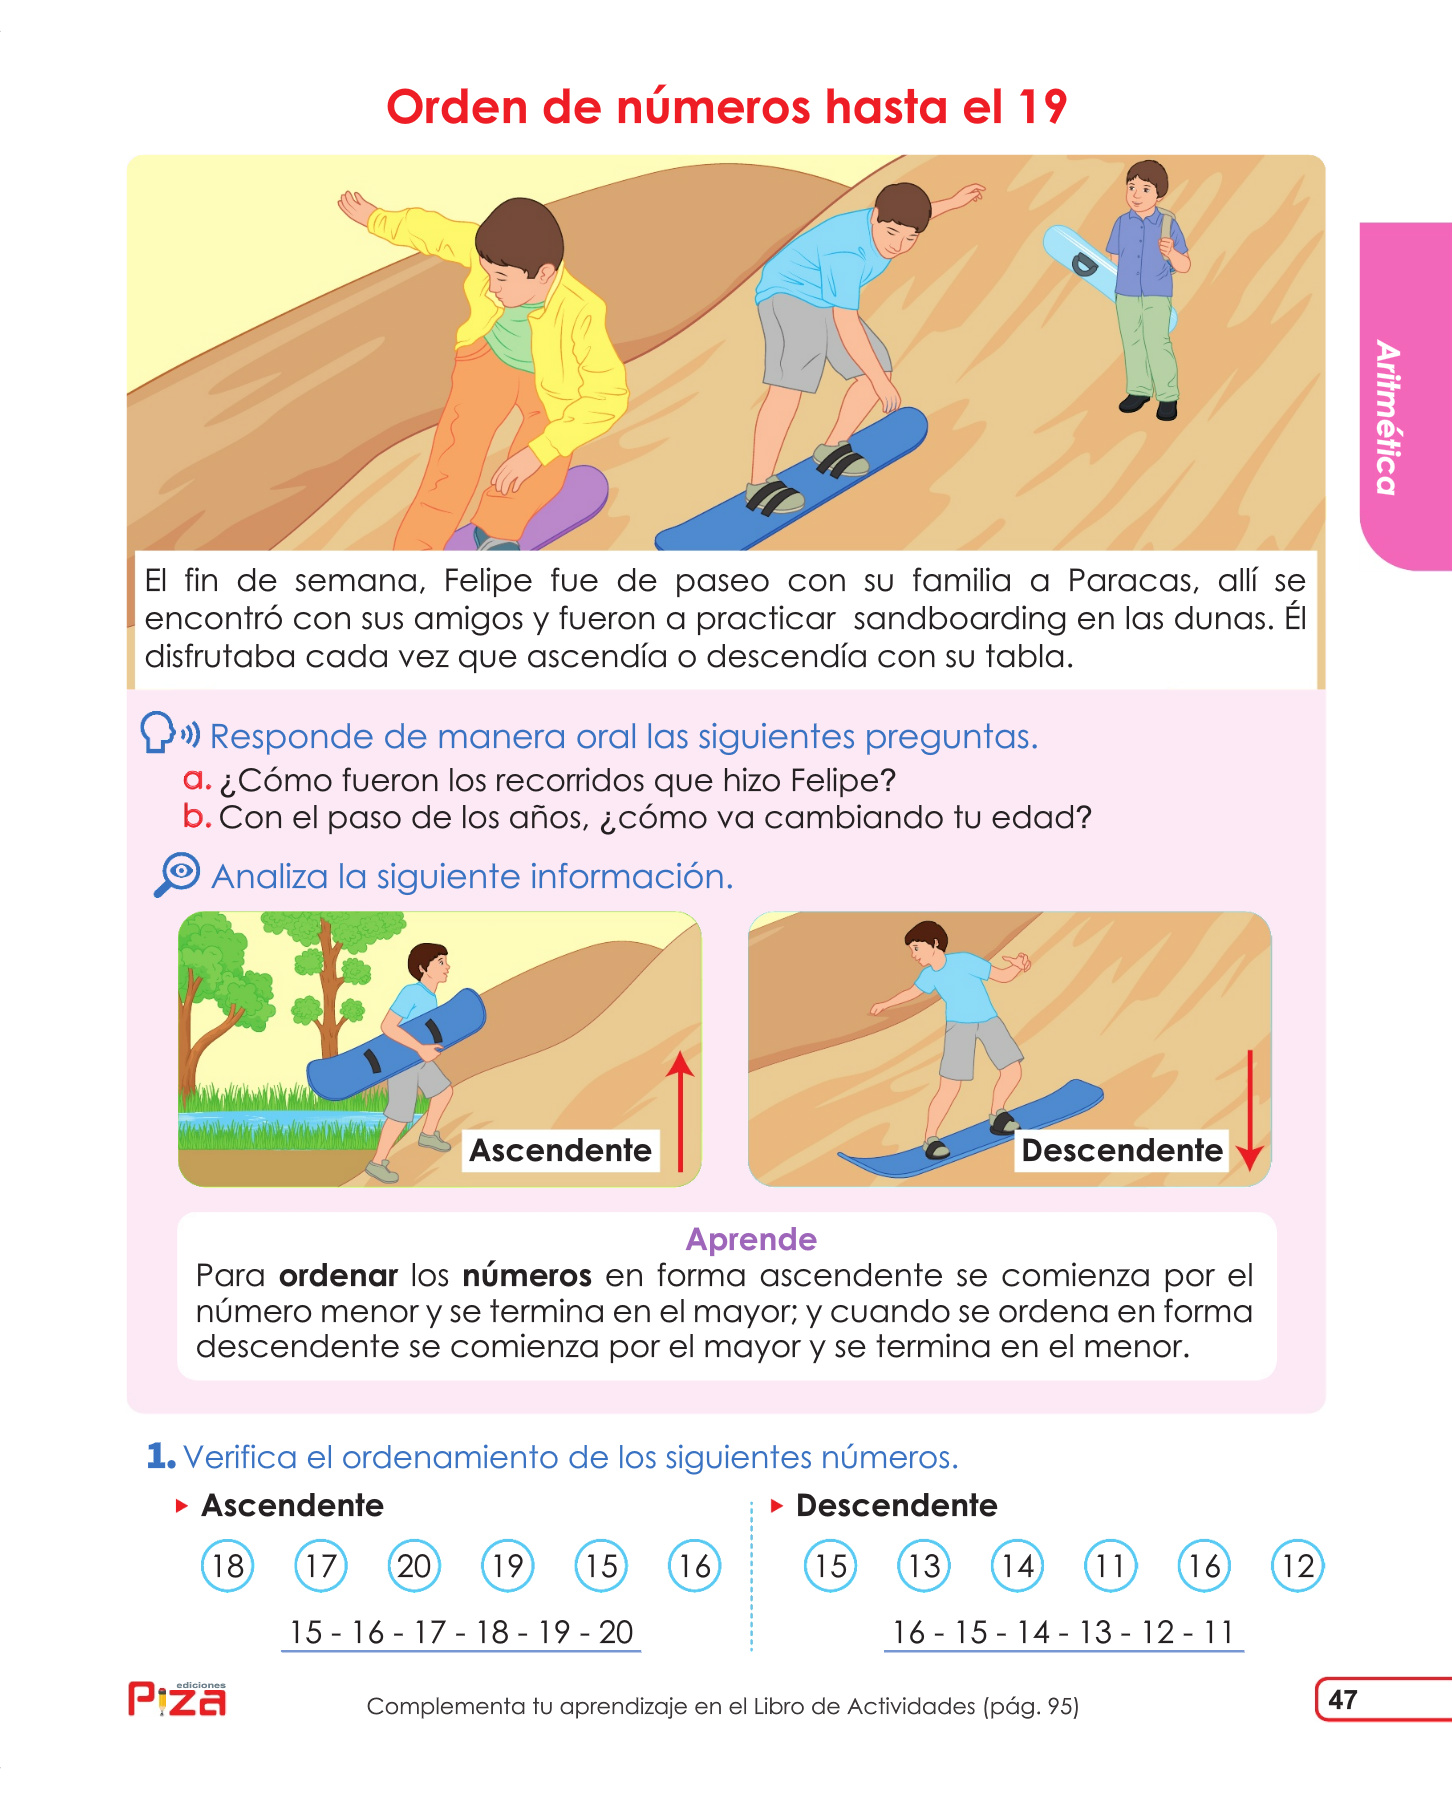 Orden de números hasta el 19
D
Aritmética
El fin de semana, Felipe fue de paseo con su familia a Paracas, allí se
encontró con sus amigos y fueron a practicar sandboarding en las dunas. Él
disfrutaba cada vez que ascendía o descendía con su tabla.
Responde de manera oral las siguientes preguntas.
a. ¿Cómo fueron los recorridos que hizo Felipe?
b. Con el paso de los años, ¿cómo va cambiando tu edad?
Analiza la siguiente información.
Ascendente
Descendente
Aprende
Para ordenar los números en forma ascendente se comienza por el
número menor y se termina en el mayor; y cuando se ordena en forma
descendente se comienza por el mayor y se termina en el menor.
1. Verifica el ordenamiento de los siguientes números.
Ascendente
18 17 20 19 15 16
15 - 16 - 17 - 18 - 19 - 20
Descendente
15 13 14 11 16 12
16 - 15 - 14 - 13 - 12 - 11
ediciones
Piza
Complementa tu aprendizaje en el Libro de Actividades (pág. 95)
47